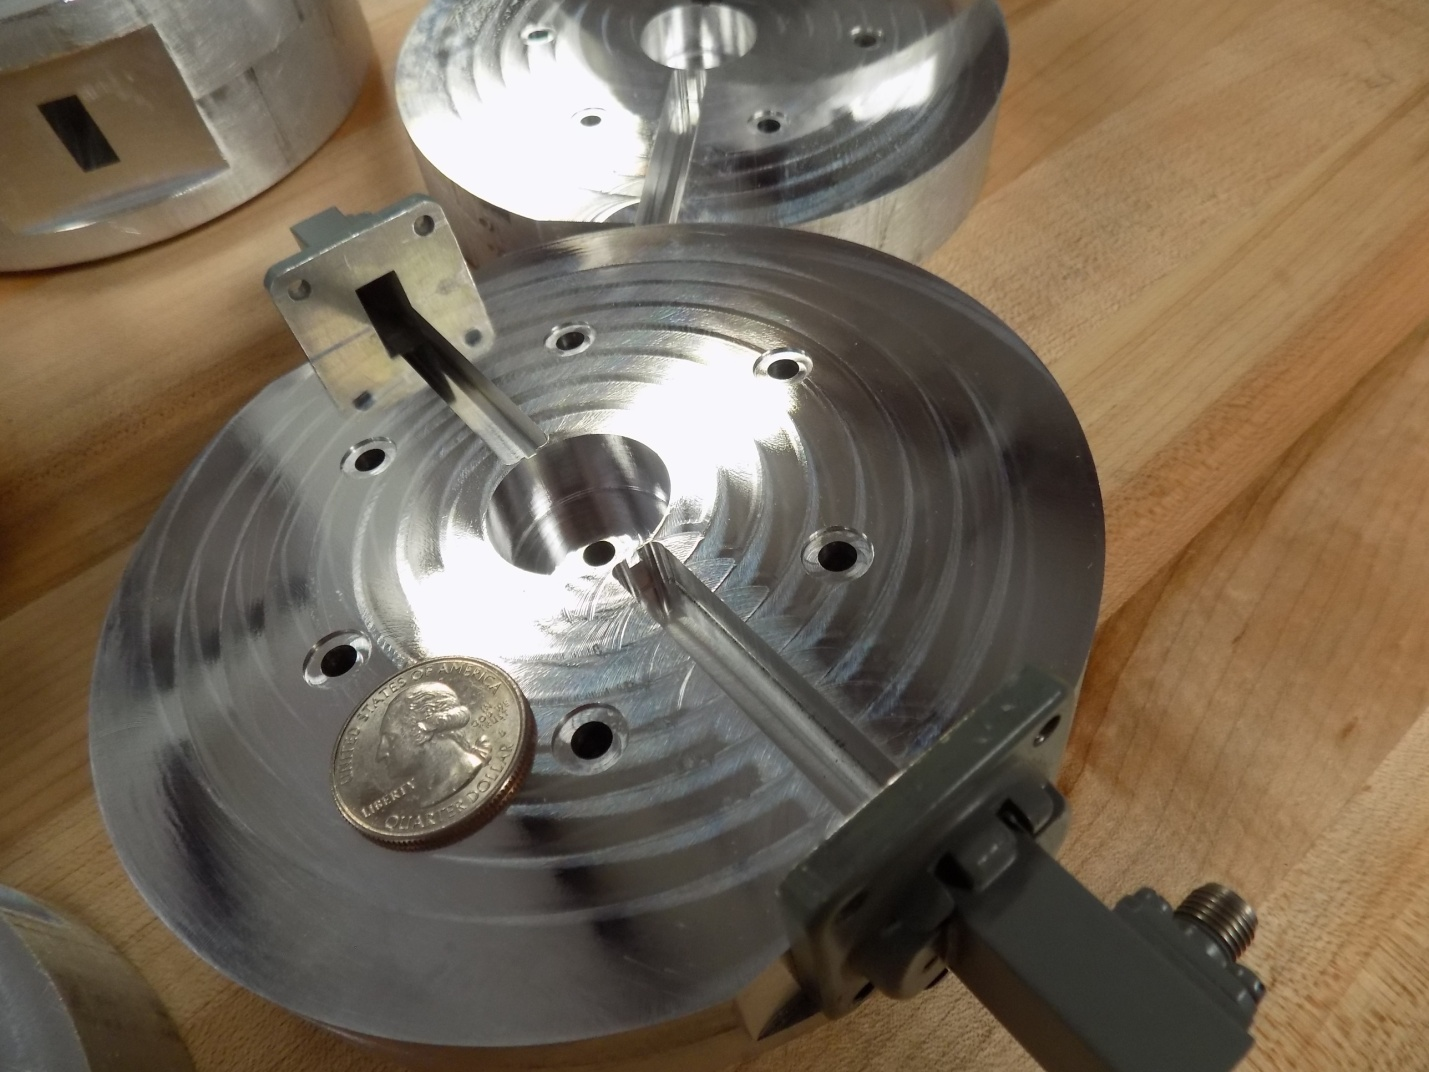 UNITED STATES OF AMERICA
LIBERTY
QUARTER DOLLAR